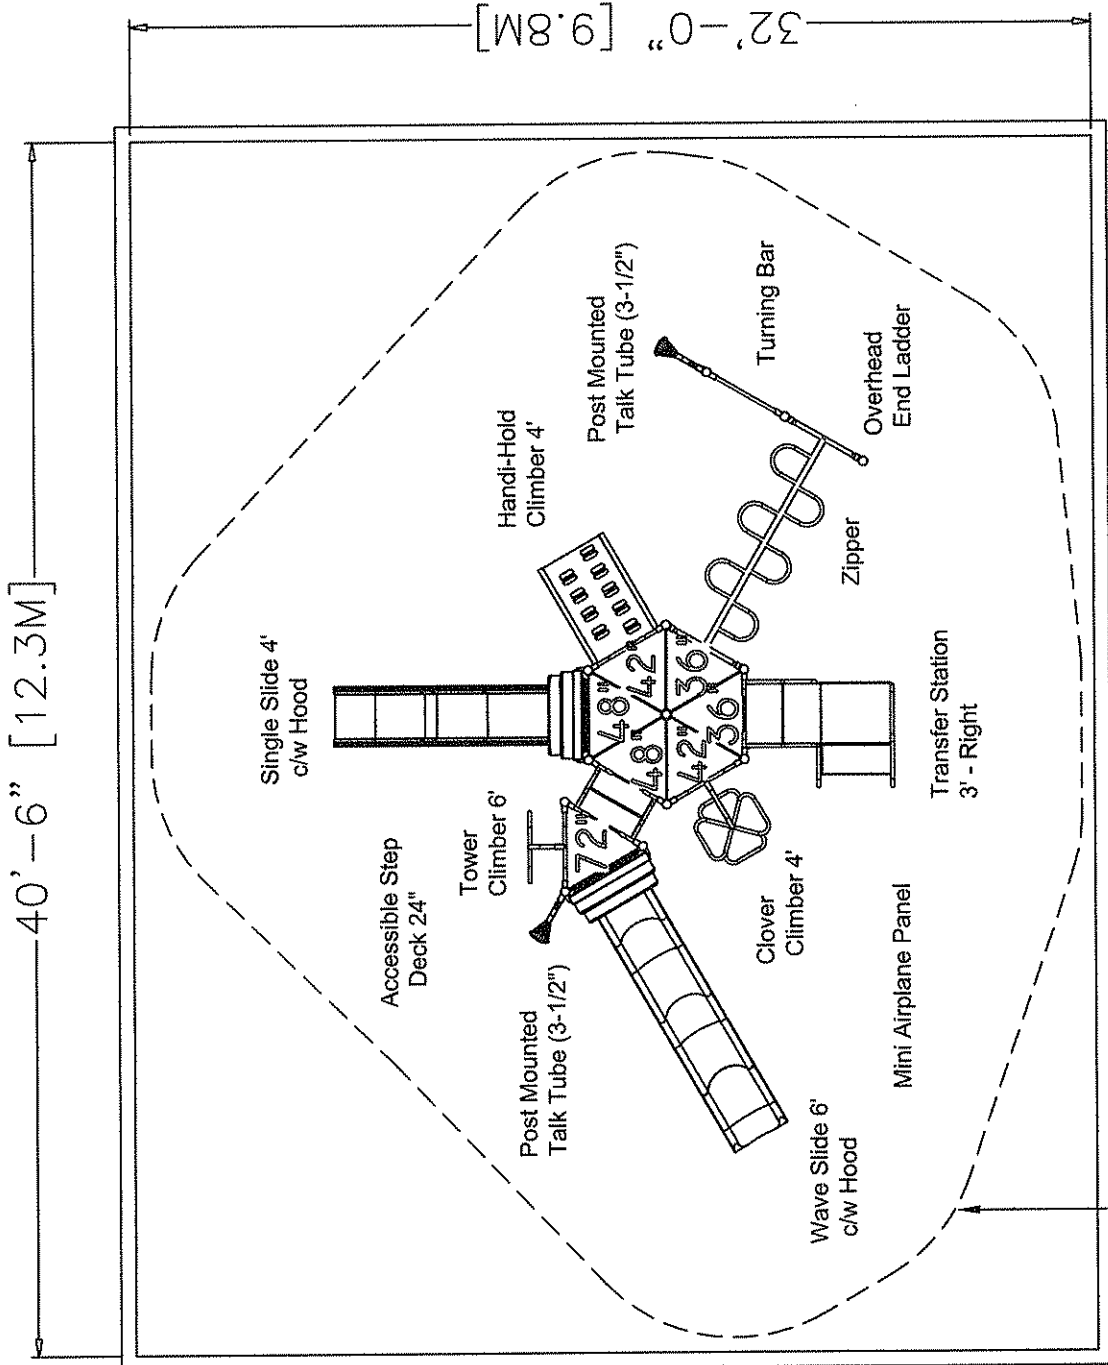 40'-6" [12.3M]
32'-0" [9.8M]
Single Slide 4'
c/w Hood
Accessible Step
Deck 24"
Tower
Climber 6'
Handi-Hold
Climber 4'
Post Mounted
Talk Tube (3-1/2")
Post Mounted
Talk Tube (3-1/2")
72"
48"
48"
42"
42"
36"
36"
Clover
Climber 4'
Turning Bar
Wave Slide 6'
c/w Hood
Zipper
Overhead
End Ladder
Mini Airplane Panel
Transfer Station
3' - Right